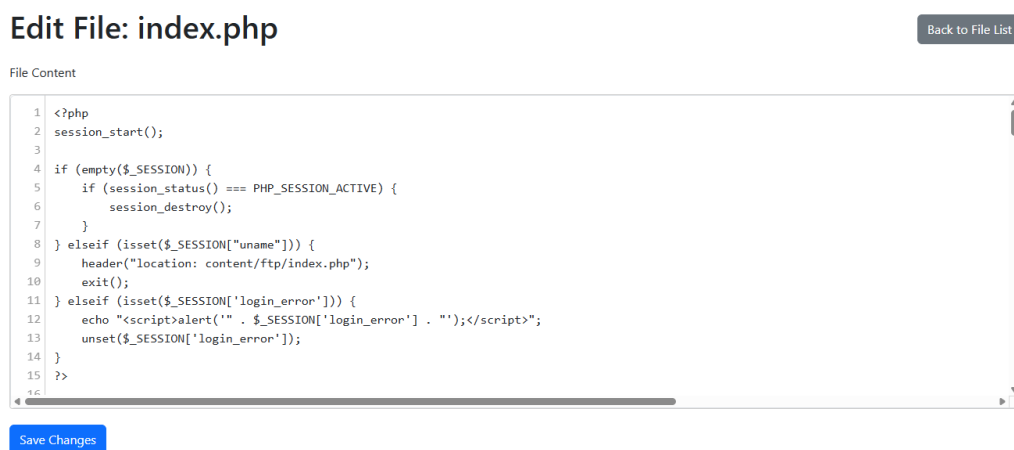 Edit File: index.php
Back to File List
File Content
1 <?php
2 session_start();
3
4 if (empty($_SESSION)) {
5     if (session_status() === PHP_SESSION_ACTIVE) {
6         session_destroy();
7     }
8 } elseif (isset($_SESSION["uname"])) {
9     header("location: content/ftp/index.php");
10     exit();
11 } elseif (isset($_SESSION['login_error'])) {
12     echo "<script>alert('" . $_SESSION['login_error'] . "');</script>";
13     unset($_SESSION['login_error']);
14 }
15 ?>
16
Save Changes